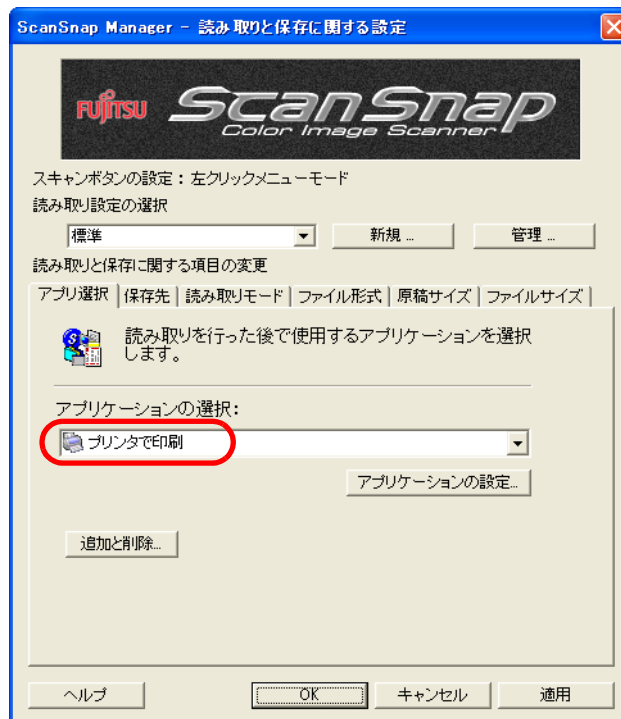 ScanSnap Manager - 読み取りと保存に関する設定
FUJITSU ScanSnap
Color Image Scanner
スキャンボタンの設定：左クリックメニューモード
読み取り設定の選択
標準 新規 ... 管理 ...
読み取りと保存に関する項目の変更
アプリ選択 保存先 読み取りモード ファイル形式 原稿サイズ ファイルサイズ
読み取りを行った後で使用するアプリケーションを選択
します。
アプリケーションの選択：
プリンタで印刷
アプリケーションの設定...
追加と削除...
ヘルプ OK キャンセル 適用